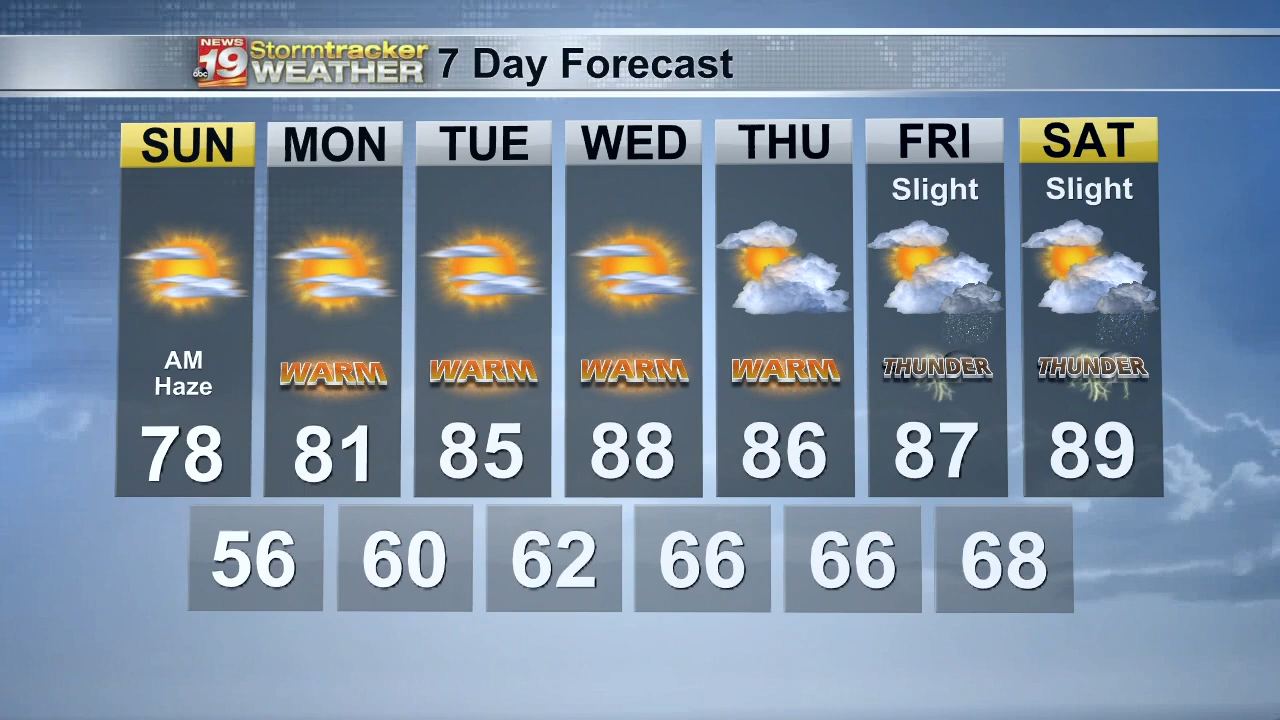 NEWS
abc 19
Stormtracker
WEATHER
7 Day Forecast
SUN MON TUE WED THU FRI SAT
Slight Slight
AM
Haze
WARM WARM WARM WARM THUNDER THUNDER
78 81 85 88 86 87 89
56 60 62 66 66 68